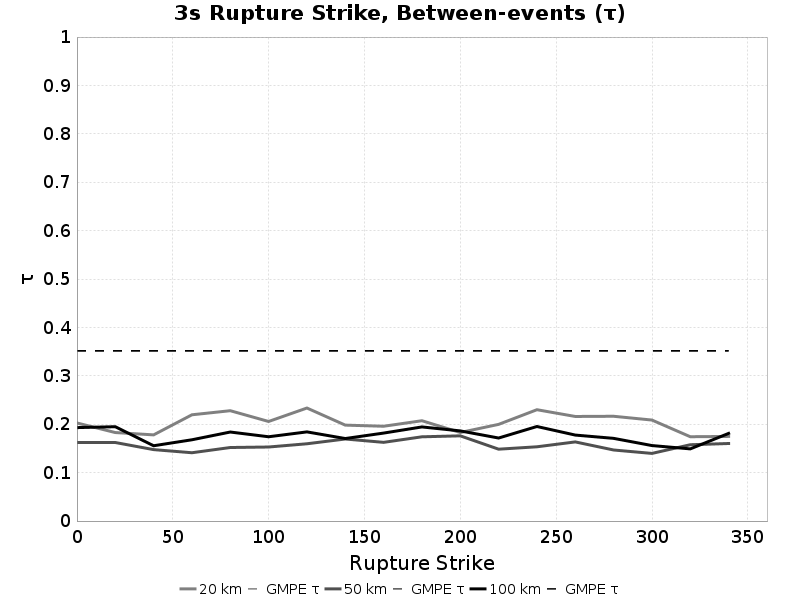 3s Rupture Strike, Between-events (τ)
1
0.9
0.8
0.7
0.6
0.5
0.4
0.3
0.2
0.1
0
τ
0 50 100 150 200 250 300 350
Rupture Strike
20 km GMPE τ 50 km GMPE τ 100 km GMPE τ